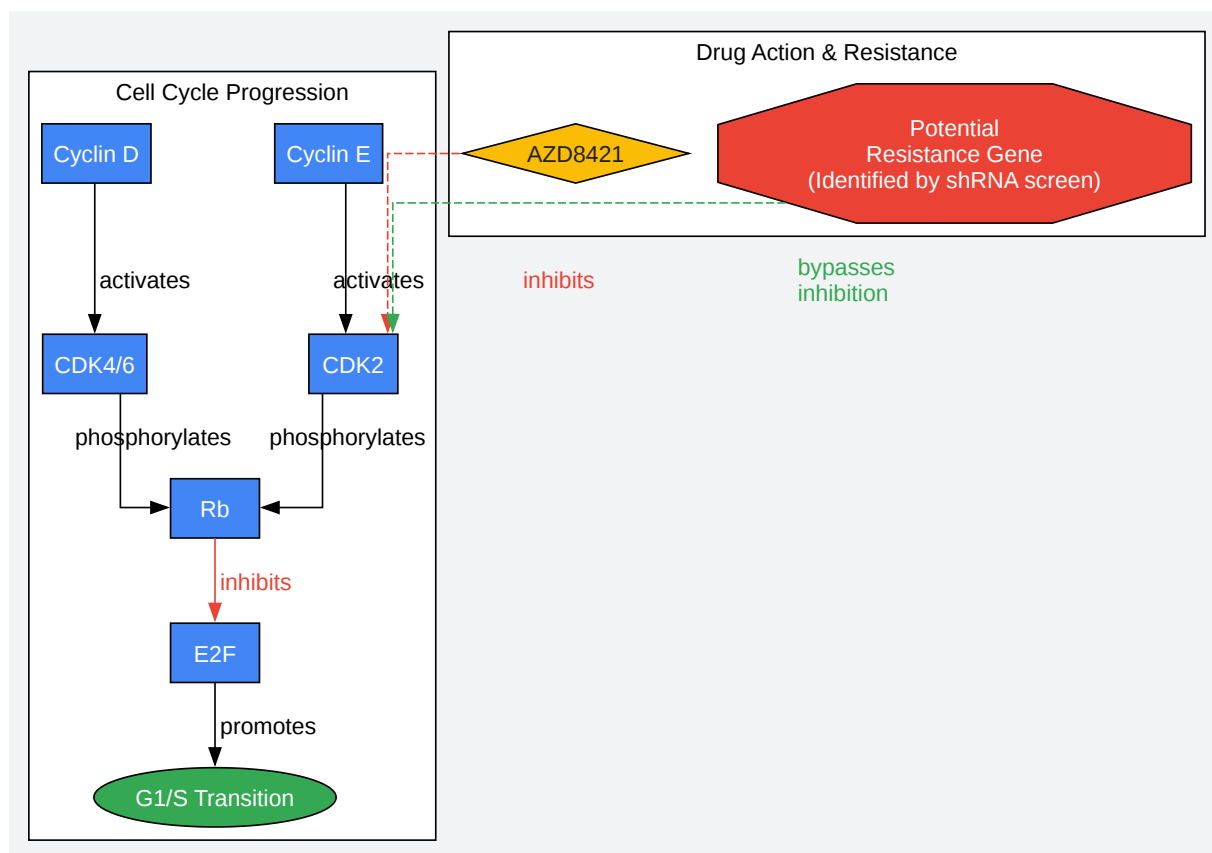 Drug Action & Resistance
Cell Cycle Progression
Cyclin D
Cyclin E
AZD8421
Potential
Resistance Gene
(Identified by shRNA screen)
activates
activates
inhibits
bypasses
inhibition
CDK4/6
CDK2
phosphorylates
phosphorylates
Rb
inhibits
E2F
promotes
G1/S Transition